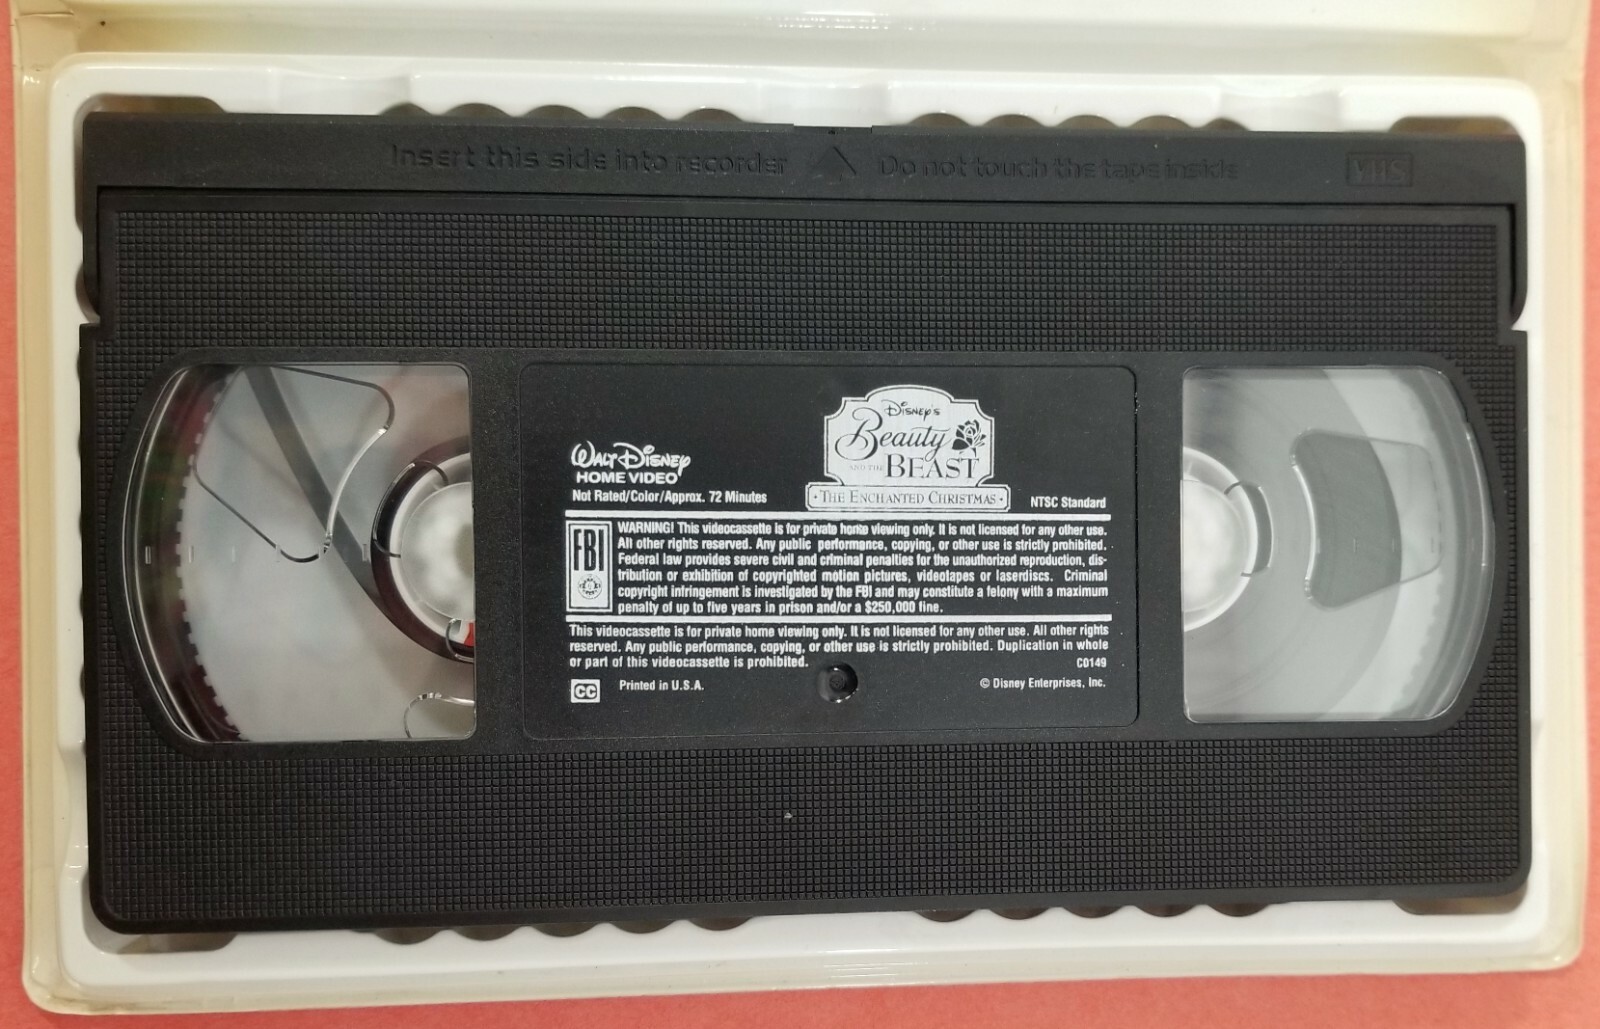 Insert this side into recorder Do not touch the tape inside VHS
Disney's
Beauty
AND THE BEAST
WALT DISNEY
HOME VIDEO
Not Rated/Color/Approx. 72 Minutes
• THE ENCHANTED CHRISTMAS •
NTSC Standard
FBI
WARNING! This videocassette is for private home viewing only. It is not licensed for any other use.
All other rights reserved. Any public performance, copying, or other use is strictly prohibited.
Federal law provides severe civil and criminal penalties for the unauthorized reproduction, dis-
tribution or exhibition of copyrighted motion pictures, videotapes or laserdiscs. Criminal
copyright infringement is investigated by the FBI and may constitute a felony with a maximum
penalty of up to five years in prison and/or a $250,000 fine.
This videocassette is for private home viewing only. It is not licensed for any other use. All other rights
reserved. Any public performance, copying, or other use is strictly prohibited. Duplication in whole
or part of this videocassette is prohibited. C0149
CC Printed in U.S.A. © Disney Enterprises, Inc.